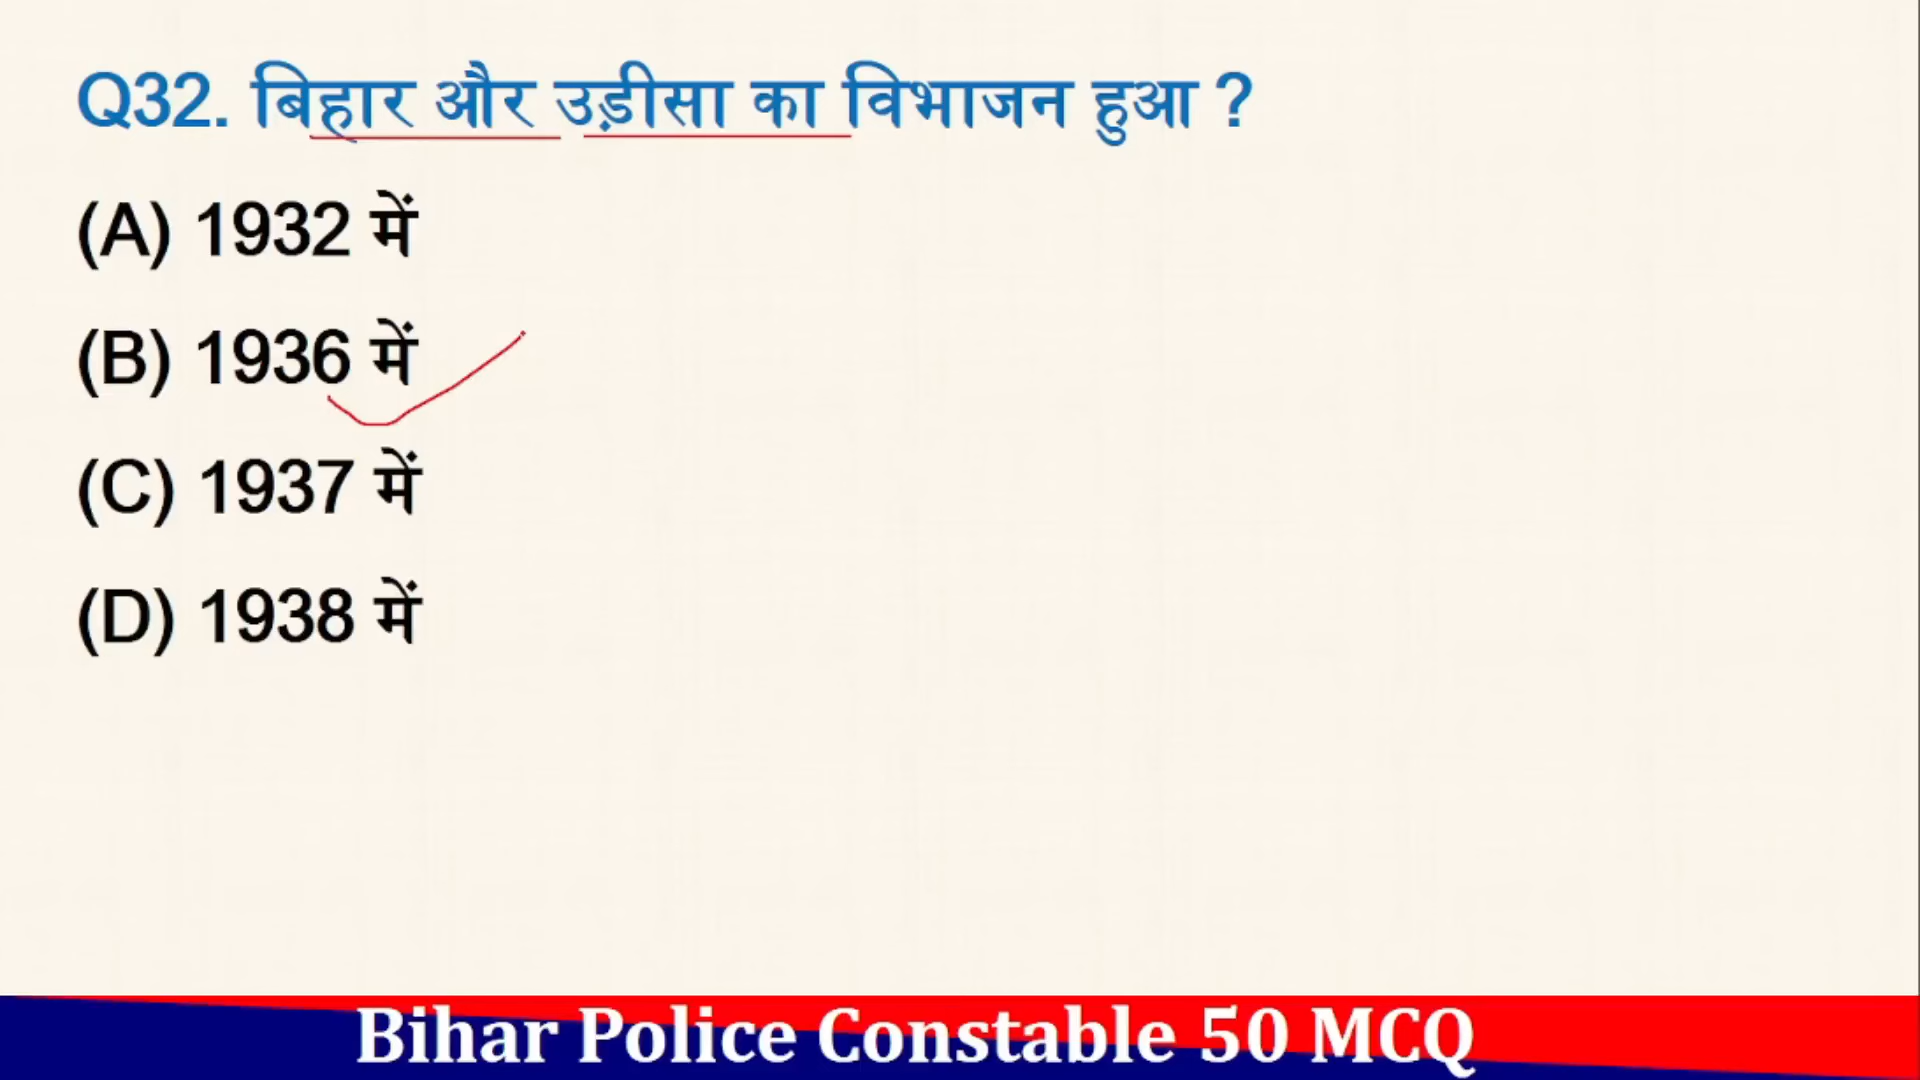 Q32. बिहार और उड़ीसा का विभाजन हुआ ?
(A) 1932 में
(B) 1936 में
(C) 1937 में
(D) 1938 में
Bihar Police Constable 50 MCQ